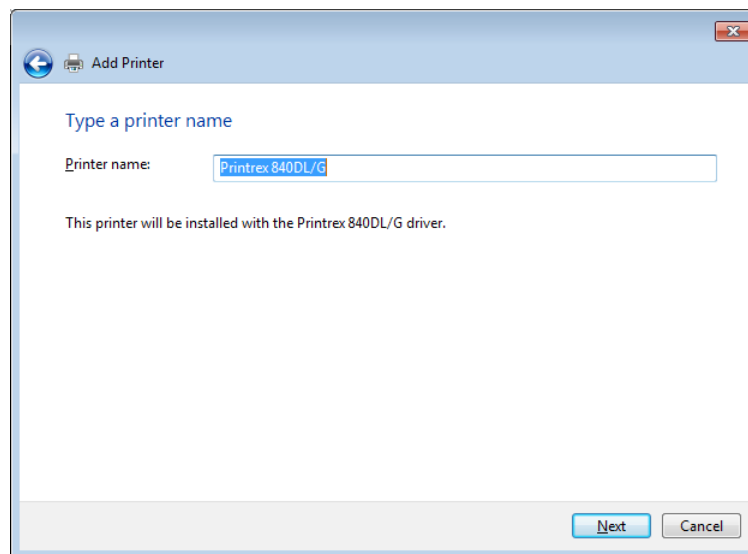 Add Printer
Type a printer name
Printer name:
Printrex 840DL/G
This printer will be installed with the Printrex 840DL/G driver.
Next
Cancel